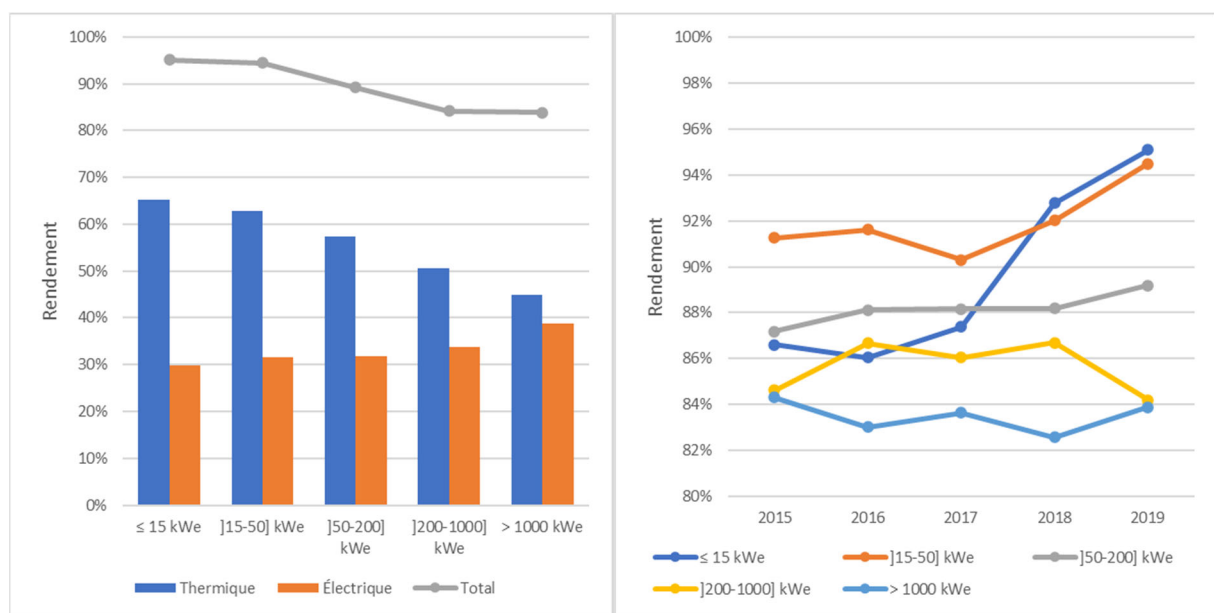 100%
90%
80%
70%
60%
50%
40%
30%
20%
10%
0%
Rendement
≤ 15 kWe
]15-50] kWe
]50-200] kWe
]200-1000] kWe
> 1000 kWe
Thermique
Électrique
Total
100%
98%
96%
94%
92%
90%
88%
86%
84%
82%
80%
Rendement
2015
2016
2017
2018
2019
≤ 15 kWe
]15-50] kWe
]50-200] kWe
]200-1000] kWe
> 1000 kWe